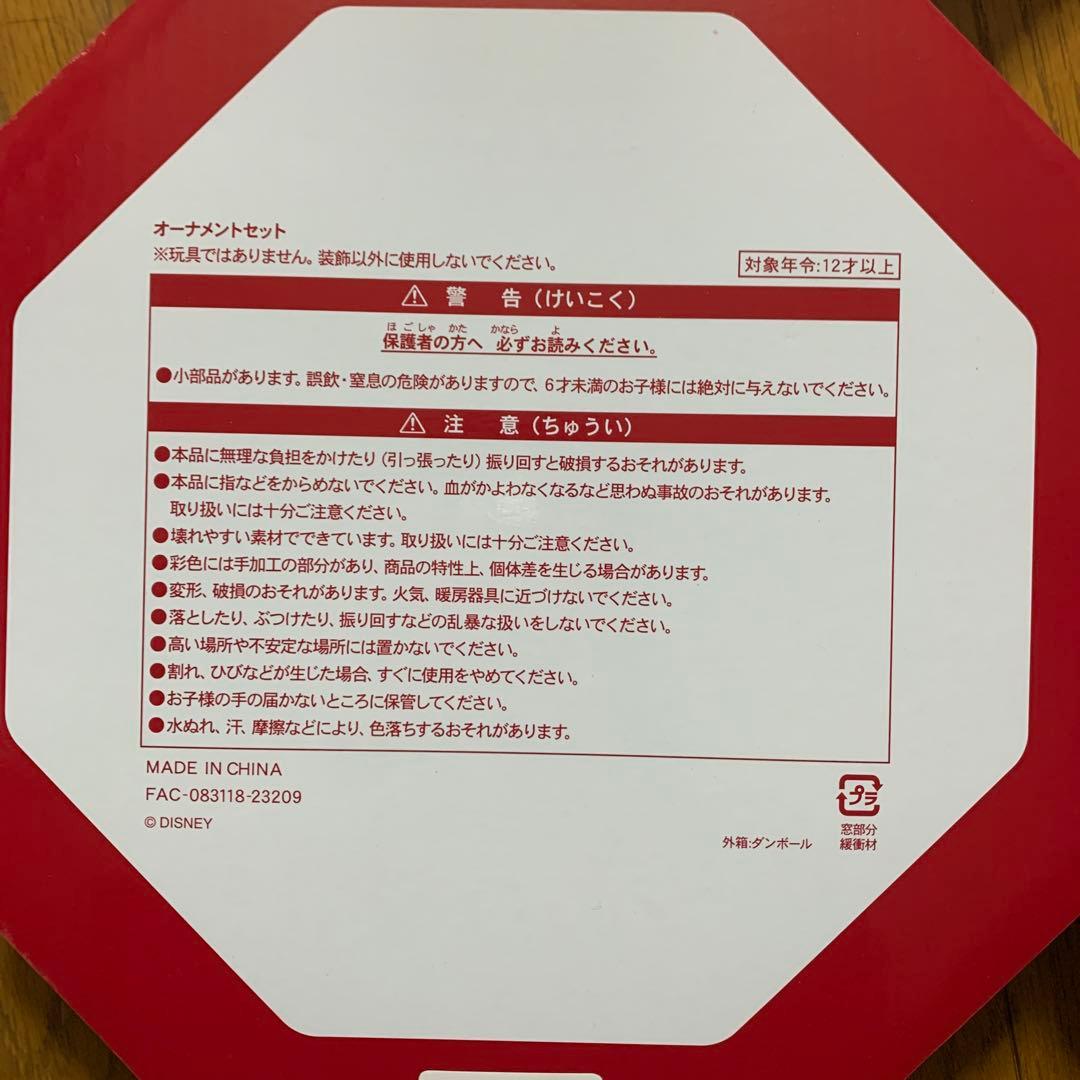 オーナメントセット
※玩具ではありません。装飾以外に使用しないでください。
対象年令:12才以上
⚠ 警 告(けいこく)
ほごしゃ かた かなら よ
保護者の方へ 必ずお読みください。
●小部品があります。誤飲・窒息の危険がありますので、6才未満のお子様には絶対に与えないでください。
⚠ 注 意(ちゅうい)
●本品に無理な負担をかけたり(引っ張ったり)振り回すと破損するおそれがあります。
●本品に指などをからめないでください。血がかよわなくなるなど思わぬ事故のおそれがあります。
取り扱いには十分ご注意ください。
●壊れやすい素材でできています。取り扱いには十分ご注意ください。
●彩色には手加工の部分があり、商品の特性上、個体差を生じる場合があります。
●変形、破損のおそれがあります。火気、暖房器具に近づけないでください。
●落としたり、ぶつけたり、振り回すなどの乱暴な扱いをしないでください。
●高い場所や不安定な場所には置かないでください。
●割れ、ひびなどが生じた場合、すぐに使用をやめてください。
●お子様の手の届かないところに保管してください。
●水ぬれ、汗、摩擦などにより、色落ちするおそれがあります。
MADE IN CHINA
FAC-083118-23209
© DISNEY
プラ
外箱:ダンボール
窓部分
緩衝材